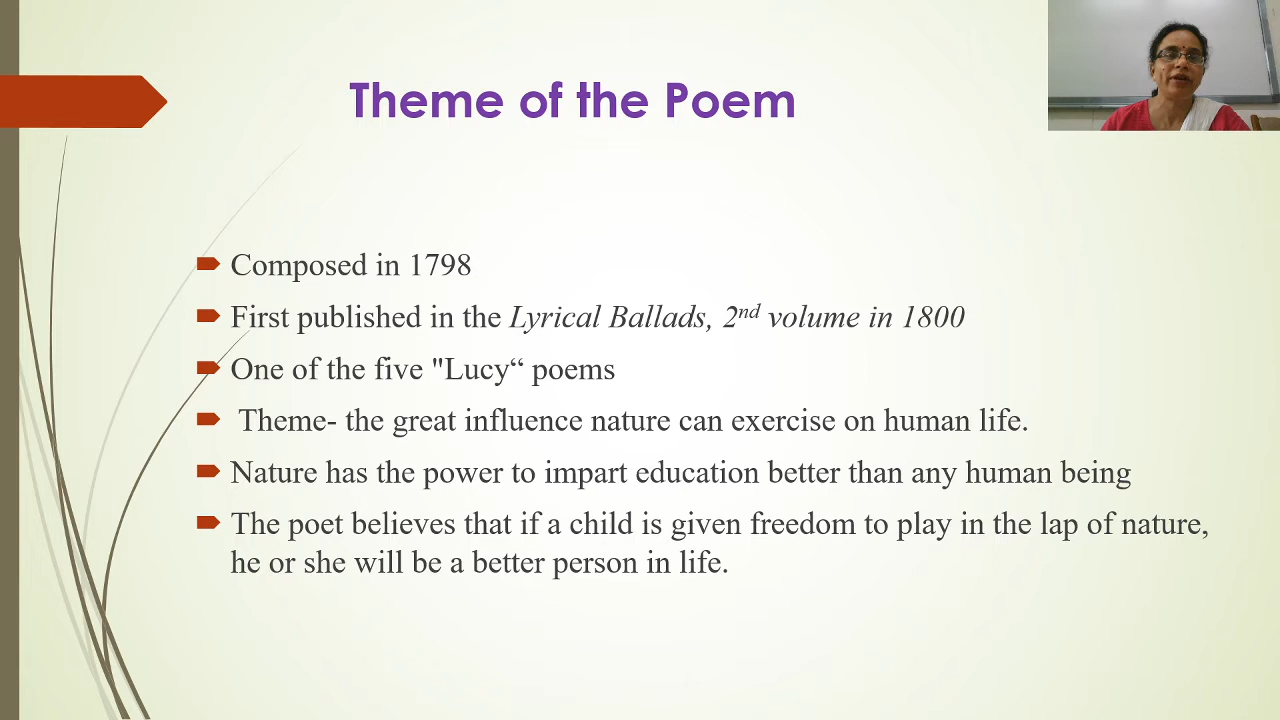 Theme of the Poem
Composed in 1798
First published in the Lyrical Ballads, 2nd volume in 1800
One of the five "Lucy“ poems
Theme- the great influence nature can exercise on human life.
Nature has the power to impart education better than any human being
The poet believes that if a child is given freedom to play in the lap of nature,
he or she will be a better person in life.